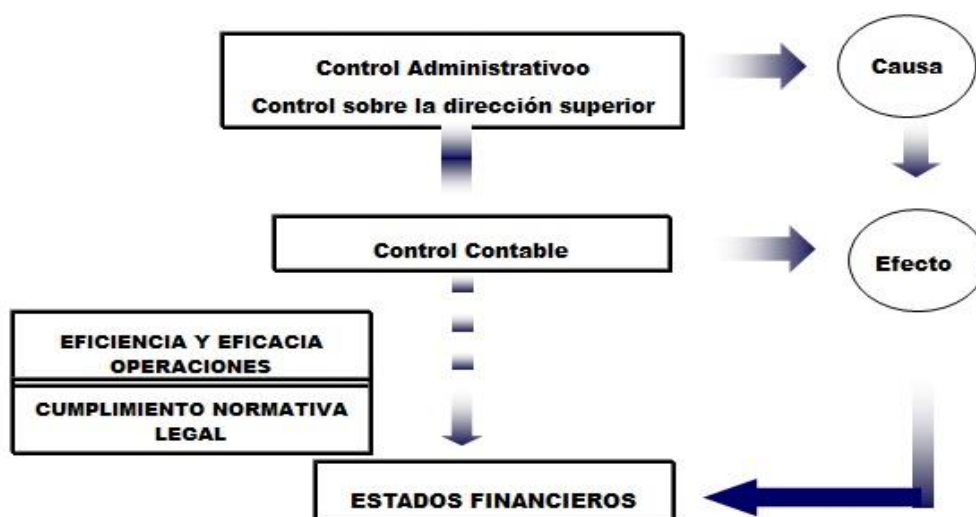 Control Administrativoo
Control sobre la dirección superior
Causa
Control Contable
Efecto
EFICIENCIA Y EFICACIA
OPERACIONES
CUMPLIMIENTO NORMATIVA
LEGAL
ESTADOS FINANCIEROS